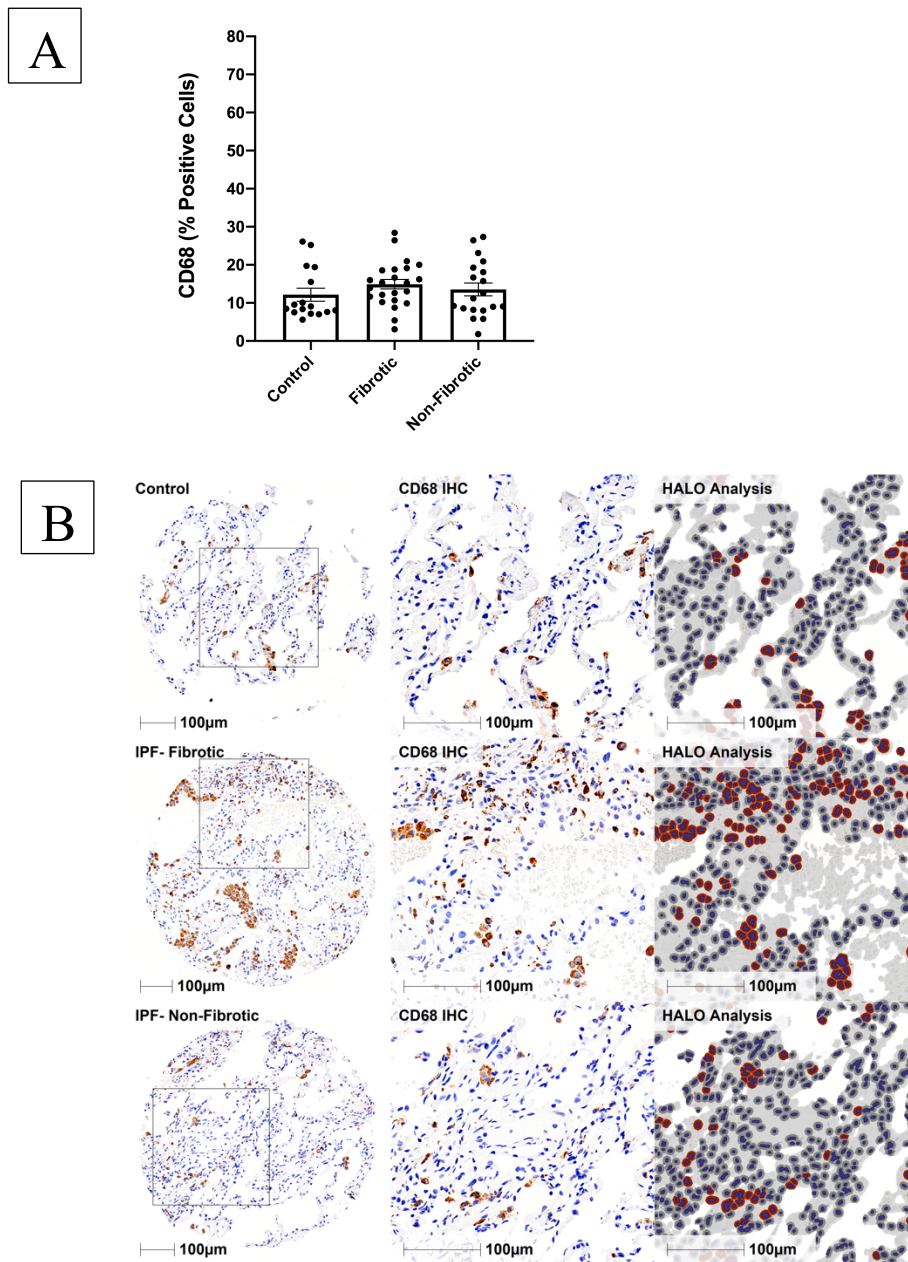 A
CD68 (% Positive Cells)
80
70
60
50
40
30
20
10
0
Control
Fibrotic
Non-Fibrotic
B
Control
CD68 IHC
HALO Analysis
100μm
100μm
100μm
IPF- Fibrotic
CD68 IHC
HALO Analysis
100μm
100μm
100μm
IPF- Non-Fibrotic
CD68 IHC
HALO Analysis
100μm
100μm
100μm